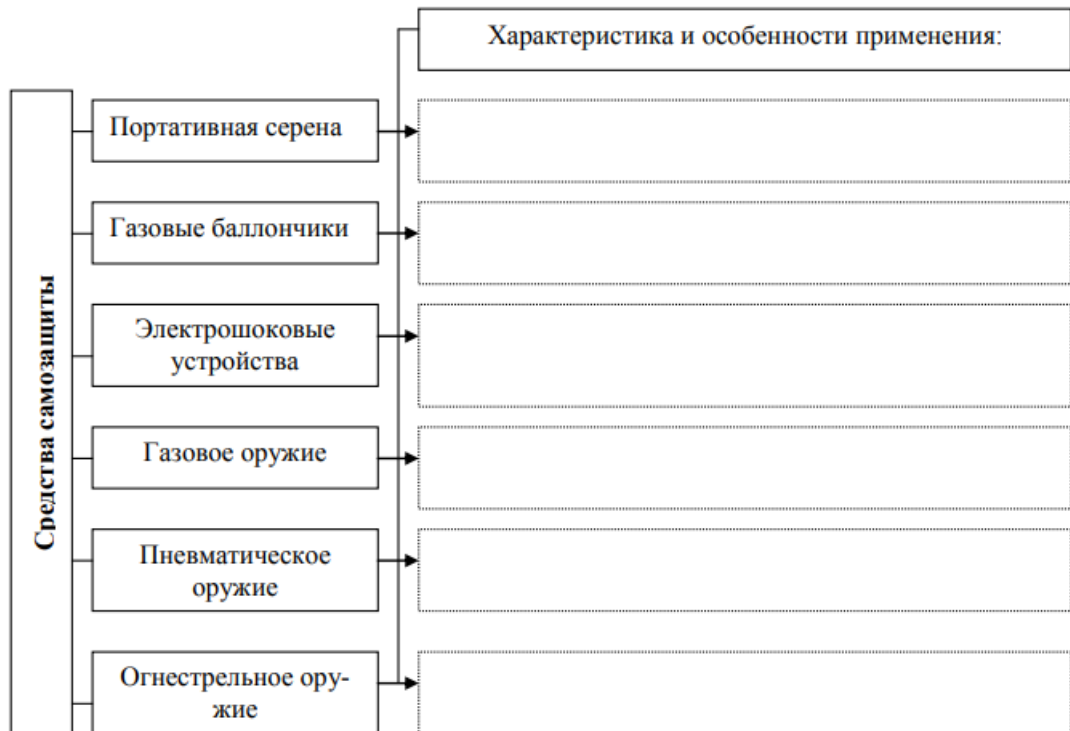 Характеристика и особенности применения:
Средства самозащиты
Портативная серена
Газовые баллончики
Электрошоковые
устройства
Газовое оружие
Пневматическое
оружие
Огнестрельное ору-
жие